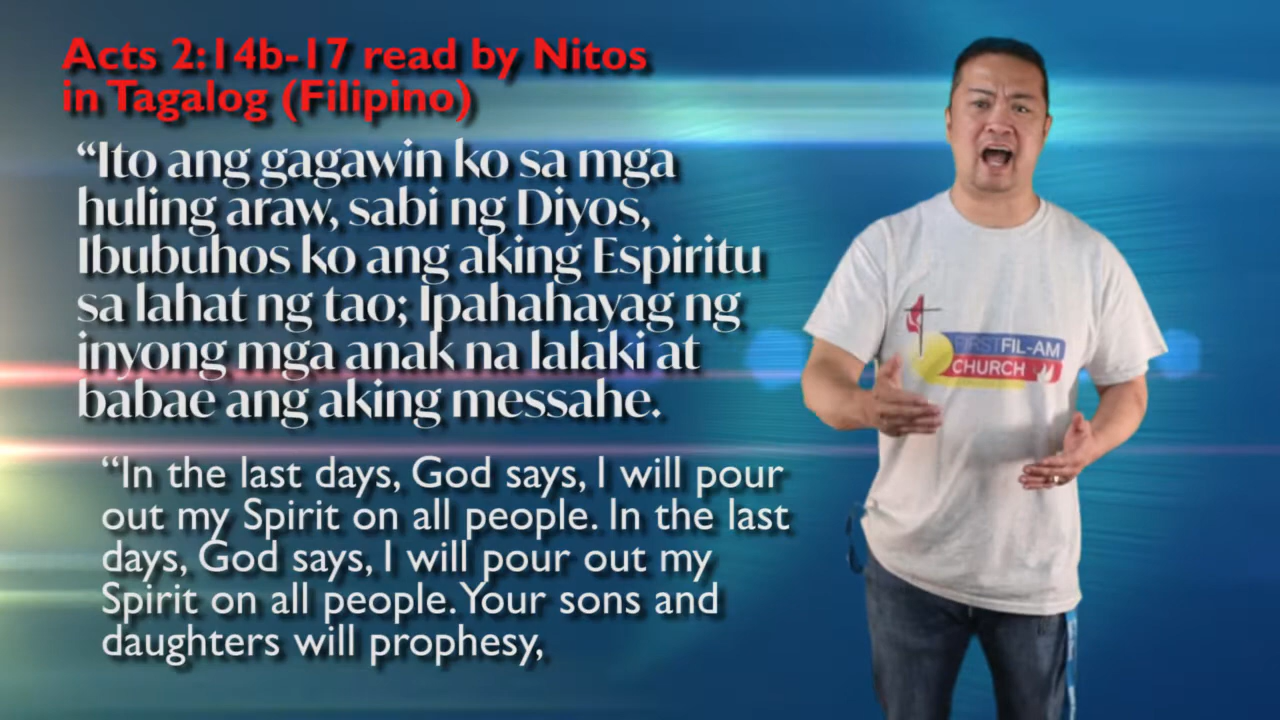 Acts 2:14b-17 read by Nitos
in Tagalog (Filipino)
“Ito ang gagawin ko sa mga
huling araw, sabi ng Diyos,
Ibubuhos ko ang aking Espiritu
sa lahat ng tao; Ipahahayag ng
inyong mga anak na lalaki at
babae ang aking messahe.
“In the last days, God says, I will pour
out my Spirit on all people. In the last
days, God says, I will pour out my
Spirit on all people. Your sons and
daughters will prophesy,
FIRST FIL-AM
CHURCH